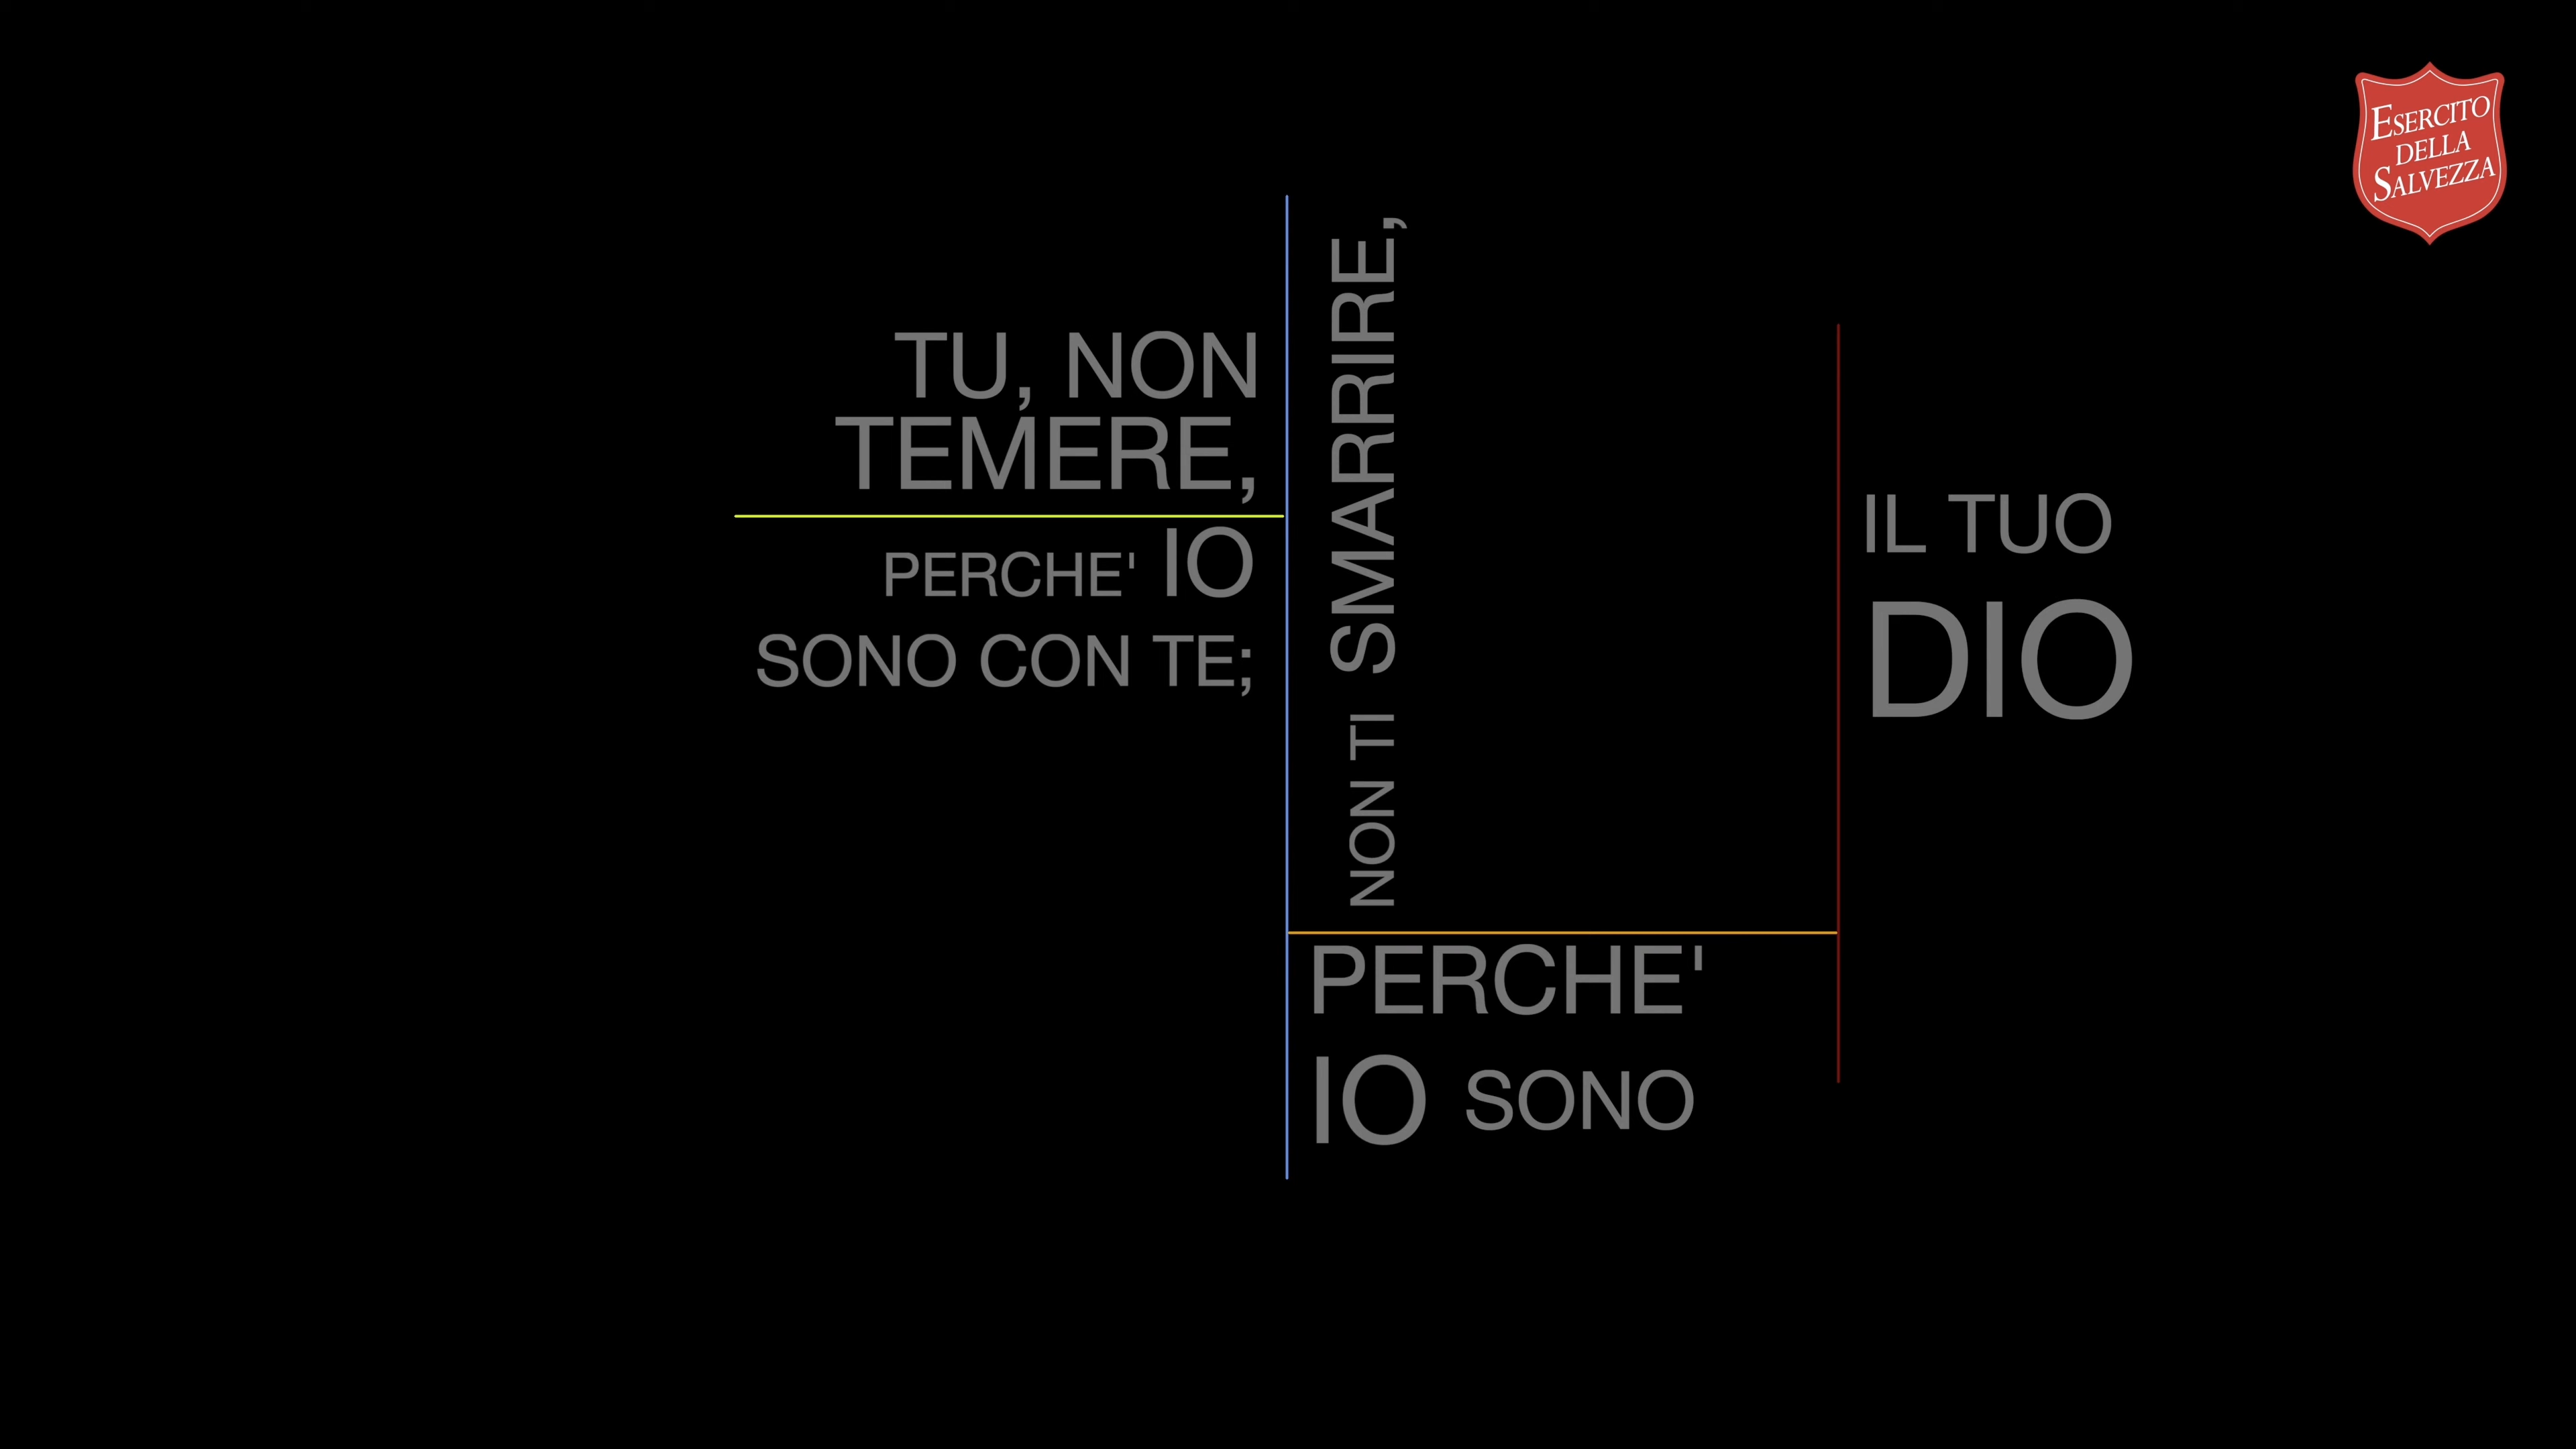 TU, NON
TEMERE,
PERCHE' IO
SONO CON TE;
NON TI SMARRIRE,
PERCHE'
IO SONO
IL TUO
DIO
ESERCITO
DELLA
SALVEZZA